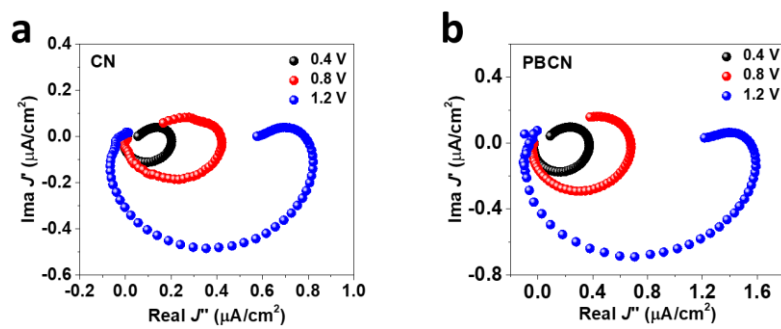 a
CN
0.4 V
0.8 V
1.2 V
Ima J' (μA/cm²)
0.4
0.2
0.0
-0.2
-0.4
-0.6
-0.2 0.0 0.2 0.4 0.6 0.8 1.0
Real J'' (μA/cm²)
b
PBCN
0.4 V
0.8 V
1.2 V
Ima J' (μA/cm²)
0.4
0.0
-0.4
-0.8
0.0 0.4 0.8 1.2 1.6
Real J'' (μA/cm²)